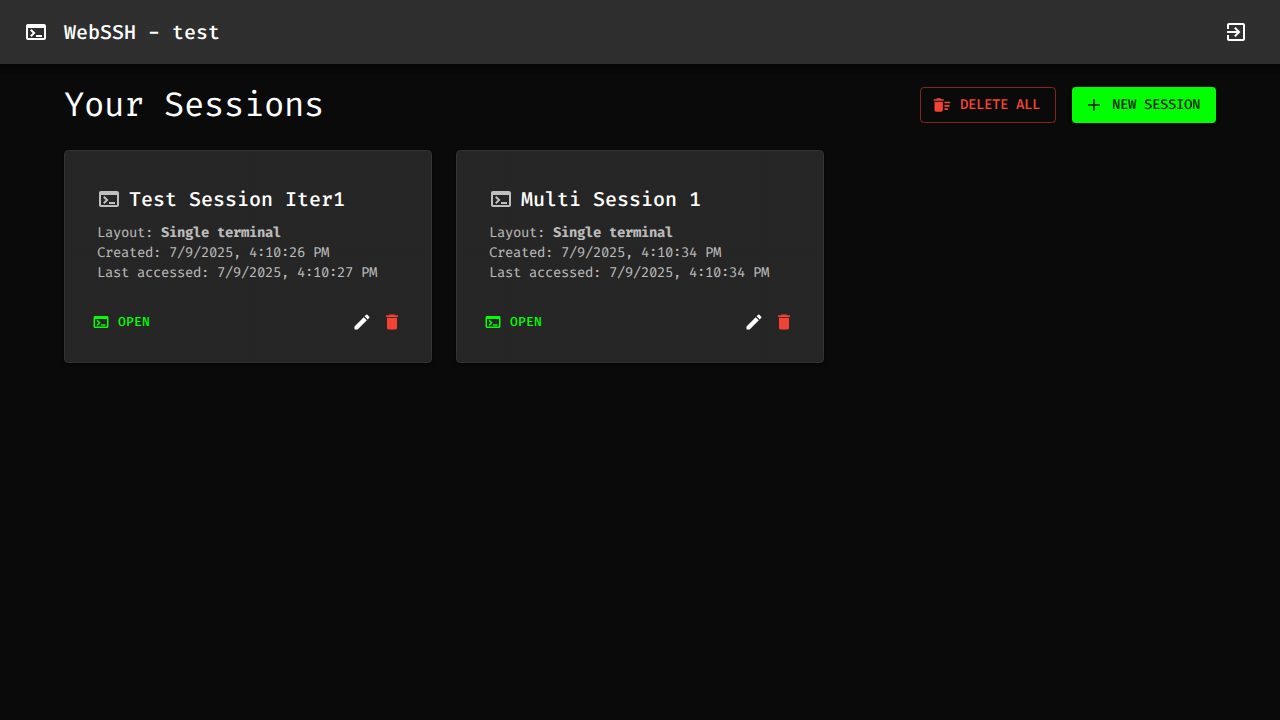 WebSSH - test
Your Sessions
DELETE ALL
NEW SESSION
Test Session Iter1
Layout: Single terminal
Created: 7/9/2025, 4:10:26 PM
Last accessed: 7/9/2025, 4:10:27 PM
OPEN
Multi Session 1
Layout: Single terminal
Created: 7/9/2025, 4:10:34 PM
Last accessed: 7/9/2025, 4:10:34 PM
OPEN